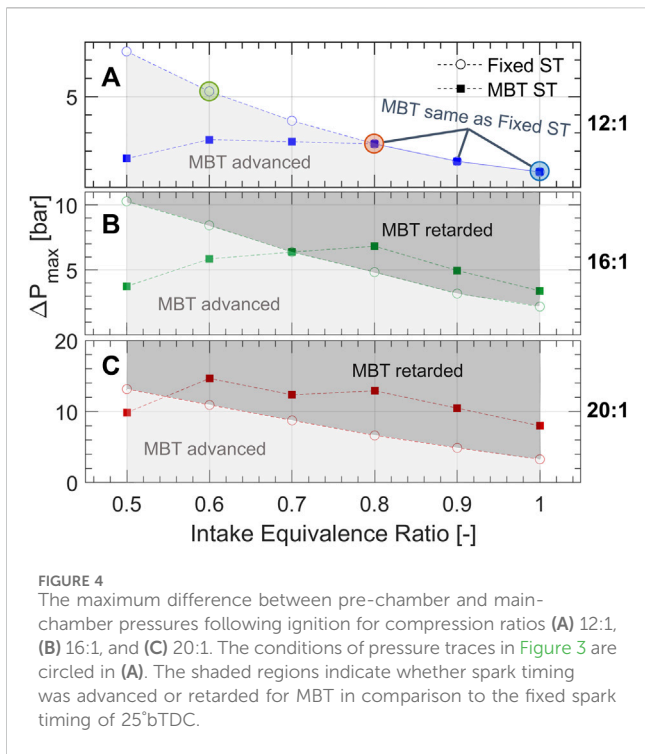 A
Fixed ST
MBT ST
MBT same as Fixed ST
MBT advanced
5
12:1
B
MBT retarded
MBT advanced
10
5
16:1
C
MBT retarded
MBT advanced
20
10
0
20:1
ΔP_max [bar]
0.5 0.6 0.7 0.8 0.9 1
Intake Equivalence Ratio [-]
FIGURE 4
The maximum difference between pre-chamber and main-
chamber pressures following ignition for compression ratios (A) 12:1,
(B) 16:1, and (C) 20:1. The conditions of pressure traces in Figure 3 are
circled in (A). The shaded regions indicate whether spark timing
was advanced or retarded for MBT in comparison to the fixed spark
timing of 25°bTDC.